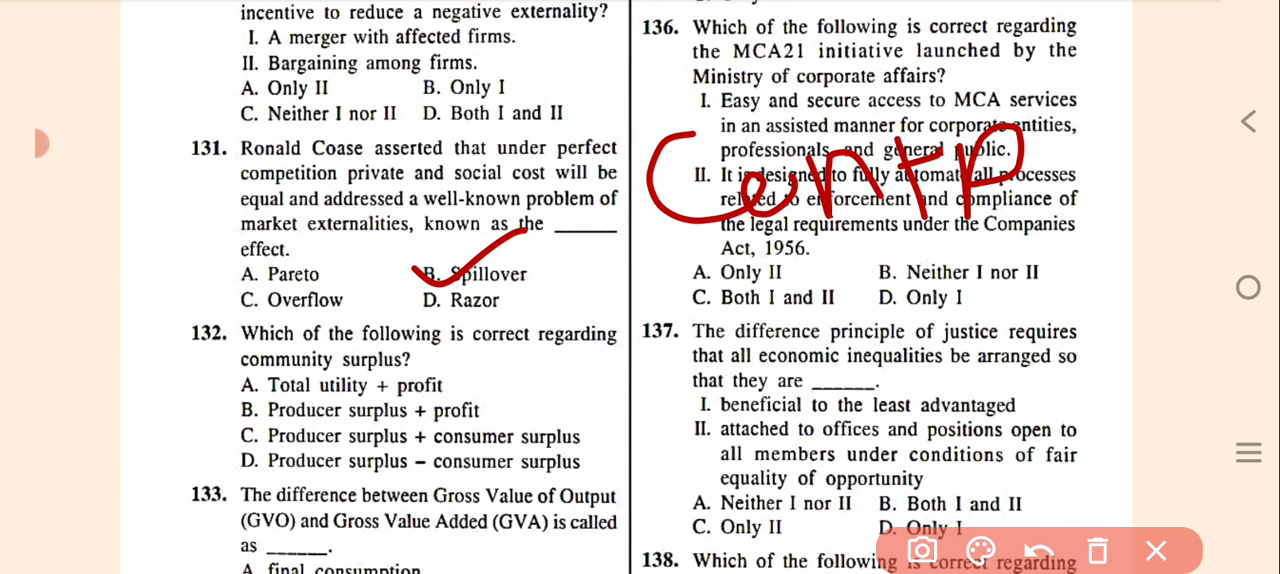 incentive to reduce a negative externality?
I. A merger with affected firms.
II. Bargaining among firms.
A. Only II B. Only I
C. Neither I nor II D. Both I and II
131. Ronald Coase asserted that under perfect
competition private and social cost will be
equal and addressed a well-known problem of
market externalities, known as the ______
effect.
A. Pareto B. Spillover
C. Overflow D. Razor
132. Which of the following is correct regarding
community surplus?
A. Total utility + profit
B. Producer surplus + profit
C. Producer surplus + consumer surplus
D. Producer surplus − consumer surplus
133. The difference between Gross Value of Output
(GVO) and Gross Value Added (GVA) is called
as ______.
A. final consumption
136. Which of the following is correct regarding
the MCA21 initiative launched by the
Ministry of corporate affairs?
I. Easy and secure access to MCA services
in an assisted manner for corporate entities,
professionals and general public.
II. It is designed to fully automate all processes
related to enforcement and compliance of
the legal requirements under the Companies
Act, 1956.
A. Only II B. Neither I nor II
C. Both I and II D. Only I
137. The difference principle of justice requires
that all economic inequalities be arranged so
that they are ______.
I. beneficial to the least advantaged
II. attached to offices and positions open to
all members under conditions of fair
equality of opportunity
A. Neither I nor II B. Both I and II
C. Only II D. Only I
138. Which of the following is correct regarding